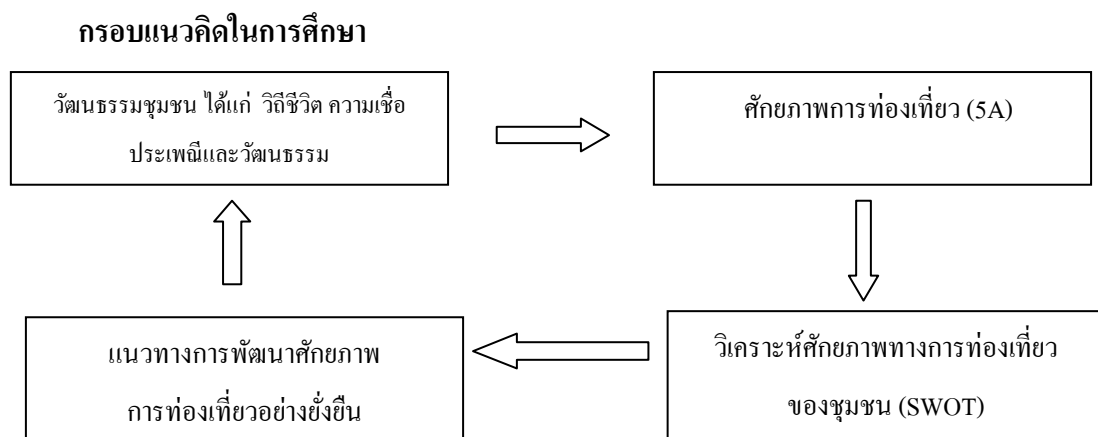 กรอบแนวคิดในการศึกษา
วัฒนธรรมชุมชน ได้แก่ วิถีชีวิต ความเชื่อ
ประเพณีและวัฒนธรรม
ศักยภาพการท่องเที่ยว (5A)
แนวทางการพัฒนาศักยภาพ
การท่องเที่ยวอย่างยั่งยืน
วิเคราะห์ศักยภาพทางการท่องเที่ยว
ของชุมชน (SWOT)